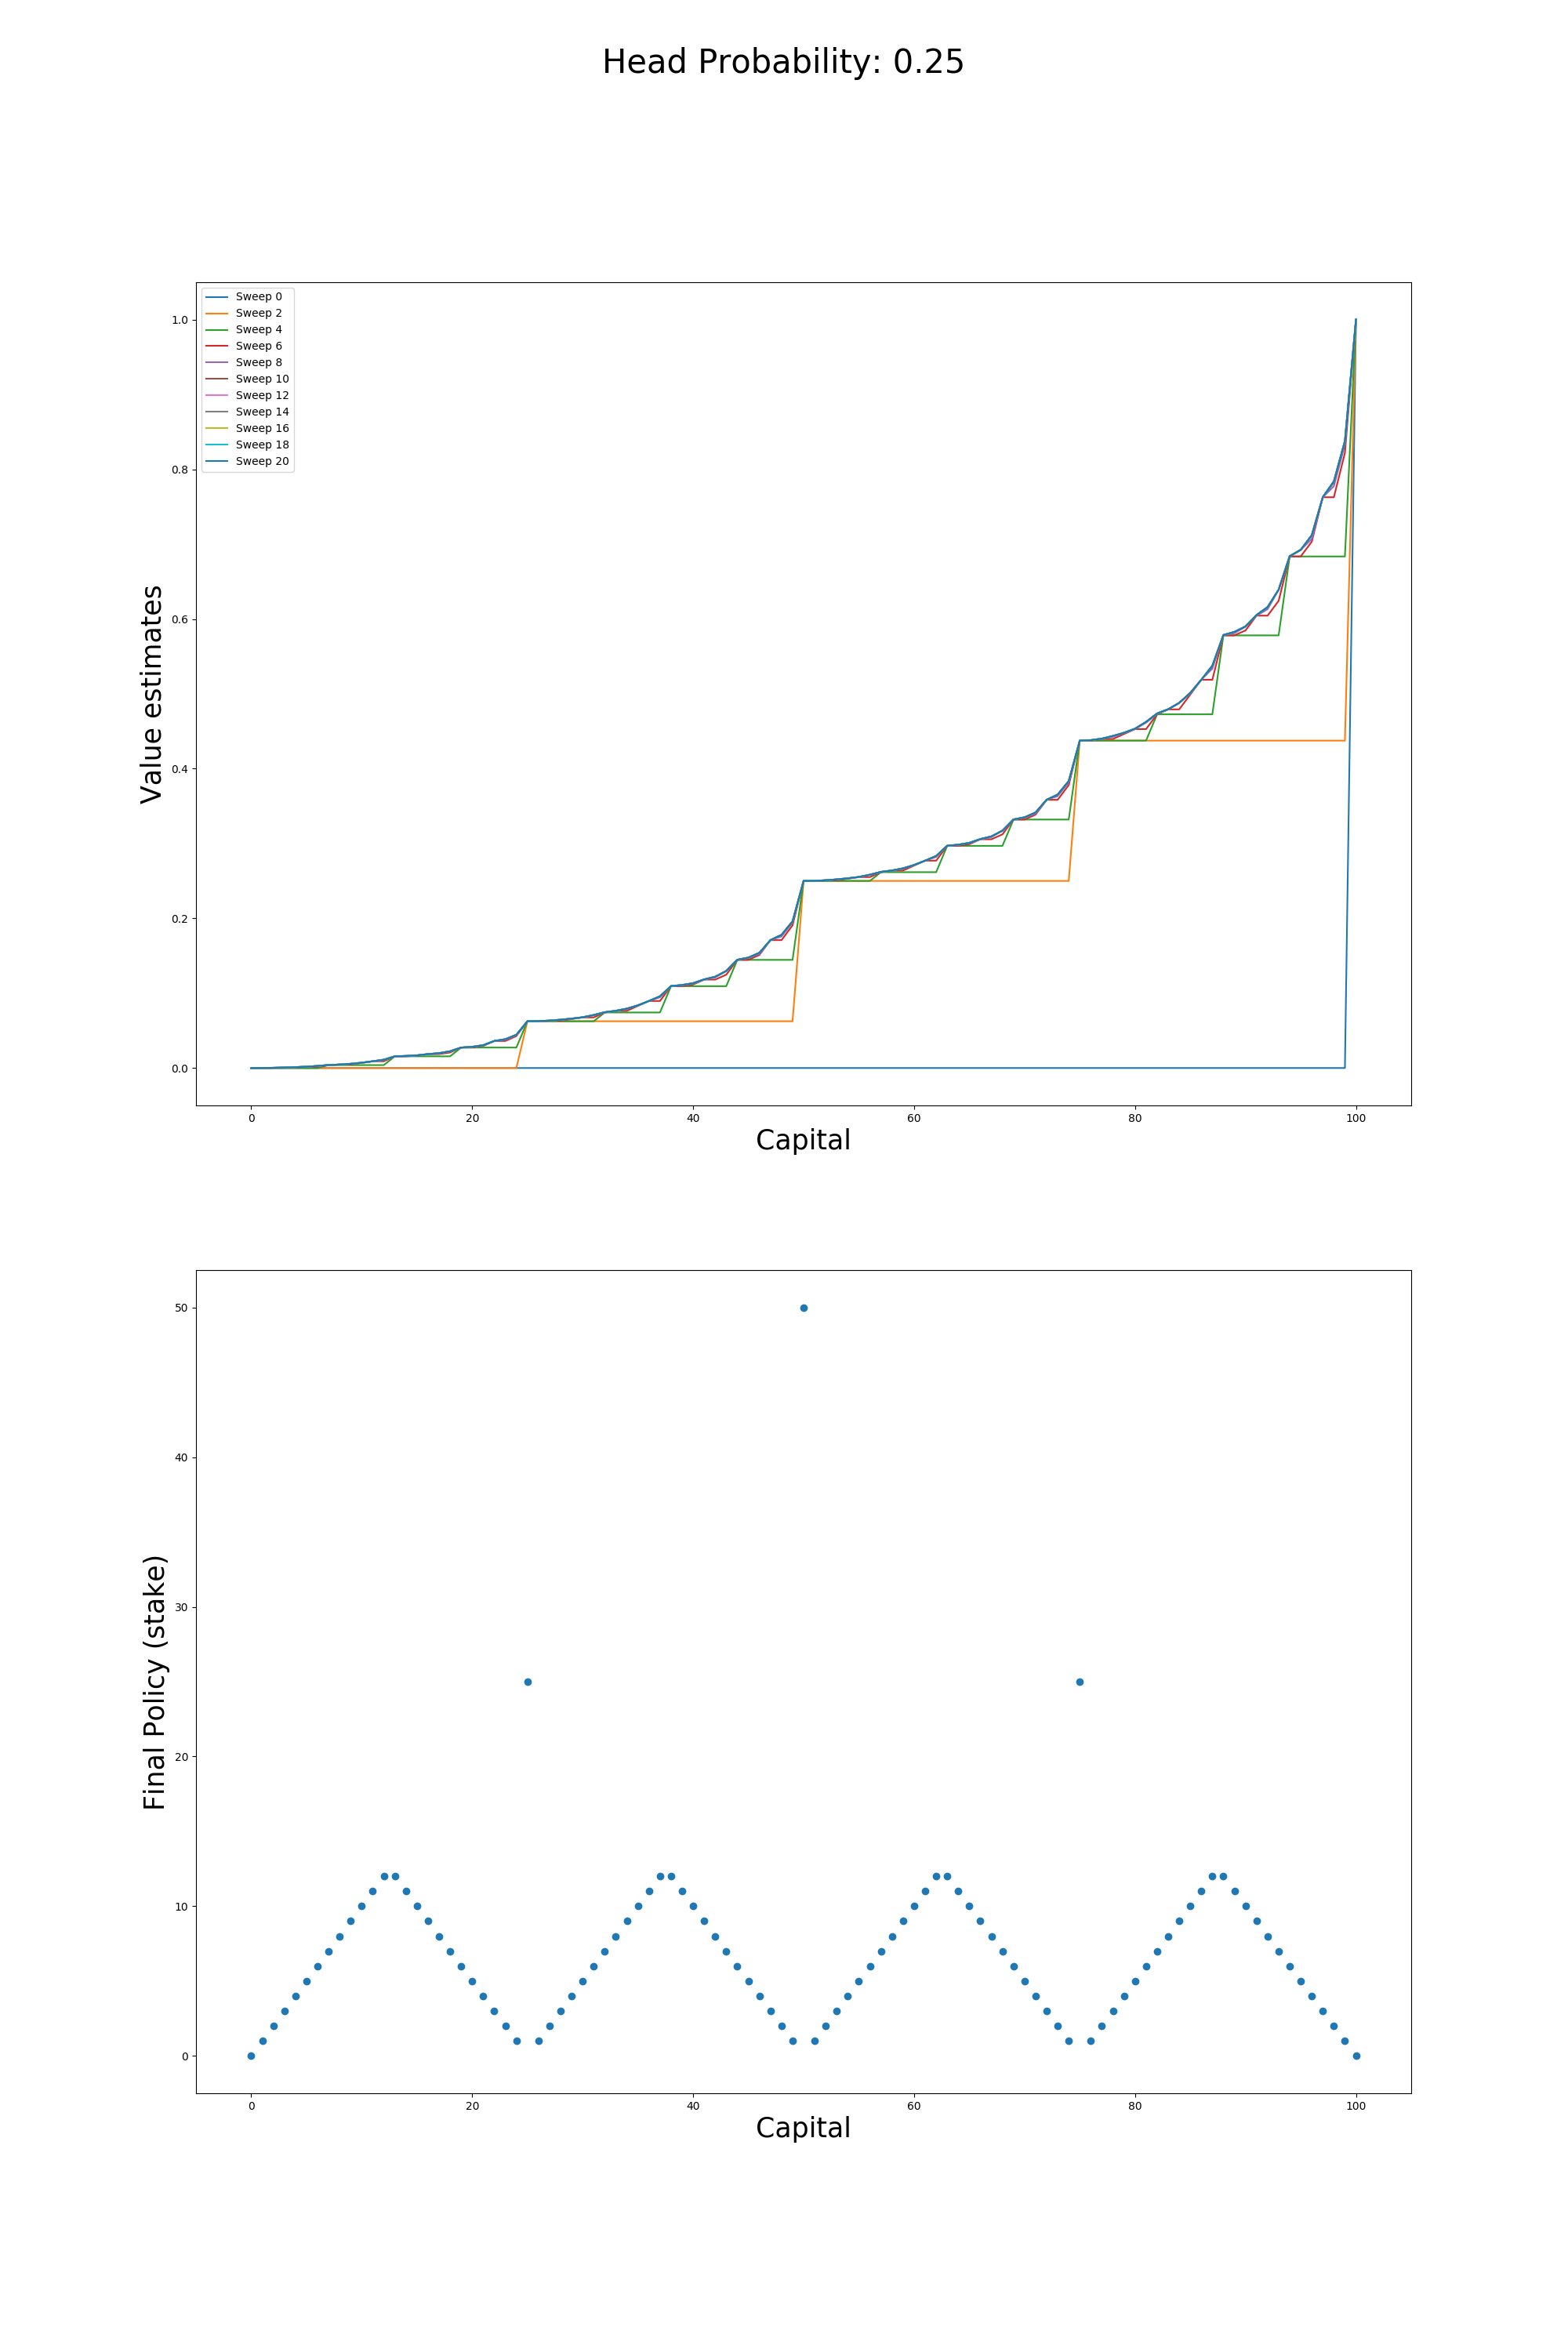 Head Probability: 0.25
Sweep 0
Sweep 2
Sweep 4
Sweep 6
Sweep 8
Sweep 10
Sweep 12
Sweep 14
Sweep 16
Sweep 18
Sweep 20
1.0
0.8
0.6
0.4
0.2
0.0
Value estimates
0 20 40 60 80 100
Capital
50
40
30
20
10
0
Final Policy (stake)
0 20 40 60 80 100
Capital